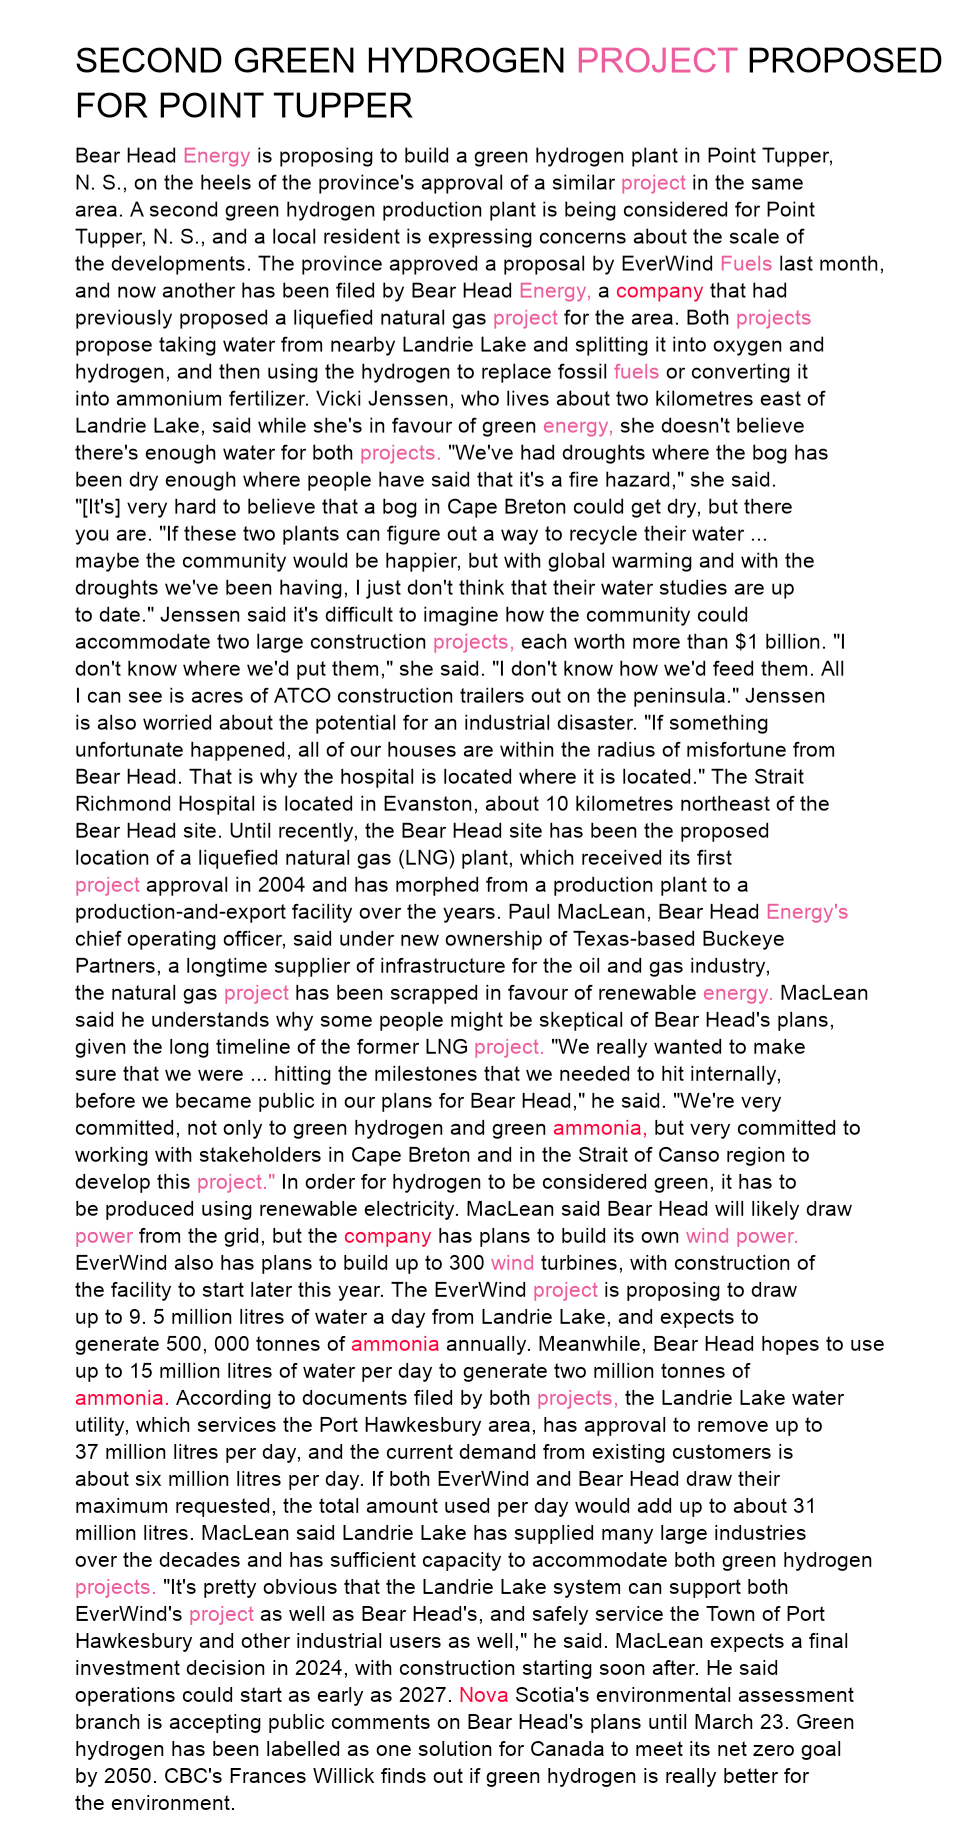 SECOND GREEN HYDROGEN PROJECT PROPOSED
FOR POINT TUPPER
Bear Head Energy is proposing to build a green hydrogen plant in Point Tupper,
N. S., on the heels of the province's approval of a similar project in the same
area. A second green hydrogen production plant is being considered for Point
Tupper, N. S., and a local resident is expressing concerns about the scale of
the developments. The province approved a proposal by EverWind Fuels last month,
and now another has been filed by Bear Head Energy, a company that had
previously proposed a liquefied natural gas project for the area. Both projects
propose taking water from nearby Landrie Lake and splitting it into oxygen and
hydrogen, and then using the hydrogen to replace fossil fuels or converting it
into ammonium fertilizer. Vicki Jenssen, who lives about two kilometres east of
Landrie Lake, said while she's in favour of green energy, she doesn't believe
there's enough water for both projects. "We've had droughts where the bog has
been dry enough where people have said that it's a fire hazard," she said.
"[It's] very hard to believe that a bog in Cape Breton could get dry, but there
you are. "If these two plants can figure out a way to recycle their water ...
maybe the community would be happier, but with global warming and with the
droughts we've been having, I just don't think that their water studies are up
to date." Jenssen said it's difficult to imagine how the community could
accommodate two large construction projects, each worth more than $1 billion. "I
don't know where we'd put them," she said. "I don't know how we'd feed them. All
I can see is acres of ATCO construction trailers out on the peninsula." Jenssen
is also worried about the potential for an industrial disaster. "If something
unfortunate happened, all of our houses are within the radius of misfortune from
Bear Head. That is why the hospital is located where it is located." The Strait
Richmond Hospital is located in Evanston, about 10 kilometres northeast of the
Bear Head site. Until recently, the Bear Head site has been the proposed
location of a liquefied natural gas (LNG) plant, which received its first
project approval in 2004 and has morphed from a production plant to a
production-and-export facility over the years. Paul MacLean, Bear Head Energy's
chief operating officer, said under new ownership of Texas-based Buckeye
Partners, a longtime supplier of infrastructure for the oil and gas industry,
the natural gas project has been scrapped in favour of renewable energy. MacLean
said he understands why some people might be skeptical of Bear Head's plans,
given the long timeline of the former LNG project. "We really wanted to make
sure that we were ... hitting the milestones that we needed to hit internally,
before we became public in our plans for Bear Head," he said. "We're very
committed, not only to green hydrogen and green ammonia, but very committed to
working with stakeholders in Cape Breton and in the Strait of Canso region to
develop this project." In order for hydrogen to be considered green, it has to
be produced using renewable electricity. MacLean said Bear Head will likely draw
power from the grid, but the company has plans to build its own wind power.
EverWind also has plans to build up to 300 wind turbines, with construction of
the facility to start later this year. The EverWind project is proposing to draw
up to 9. 5 million litres of water a day from Landrie Lake, and expects to
generate 500, 000 tonnes of ammonia annually. Meanwhile, Bear Head hopes to use
up to 15 million litres of water per day to generate two million tonnes of
ammonia. According to documents filed by both projects, the Landrie Lake water
utility, which services the Port Hawkesbury area, has approval to remove up to
37 million litres per day, and the current demand from existing customers is
about six million litres per day. If both EverWind and Bear Head draw their
maximum requested, the total amount used per day would add up to about 31
million litres. MacLean said Landrie Lake has supplied many large industries
over the decades and has sufficient capacity to accommodate both green hydrogen
projects. "It's pretty obvious that the Landrie Lake system can support both
EverWind's project as well as Bear Head's, and safely service the Town of Port
Hawkesbury and other industrial users as well," he said. MacLean expects a final
investment decision in 2024, with construction starting soon after. He said
operations could start as early as 2027. Nova Scotia's environmental assessment
branch is accepting public comments on Bear Head's plans until March 23. Green
hydrogen has been labelled as one solution for Canada to meet its net zero goal
by 2050. CBC's Frances Willick finds out if green hydrogen is really better for
the environment.